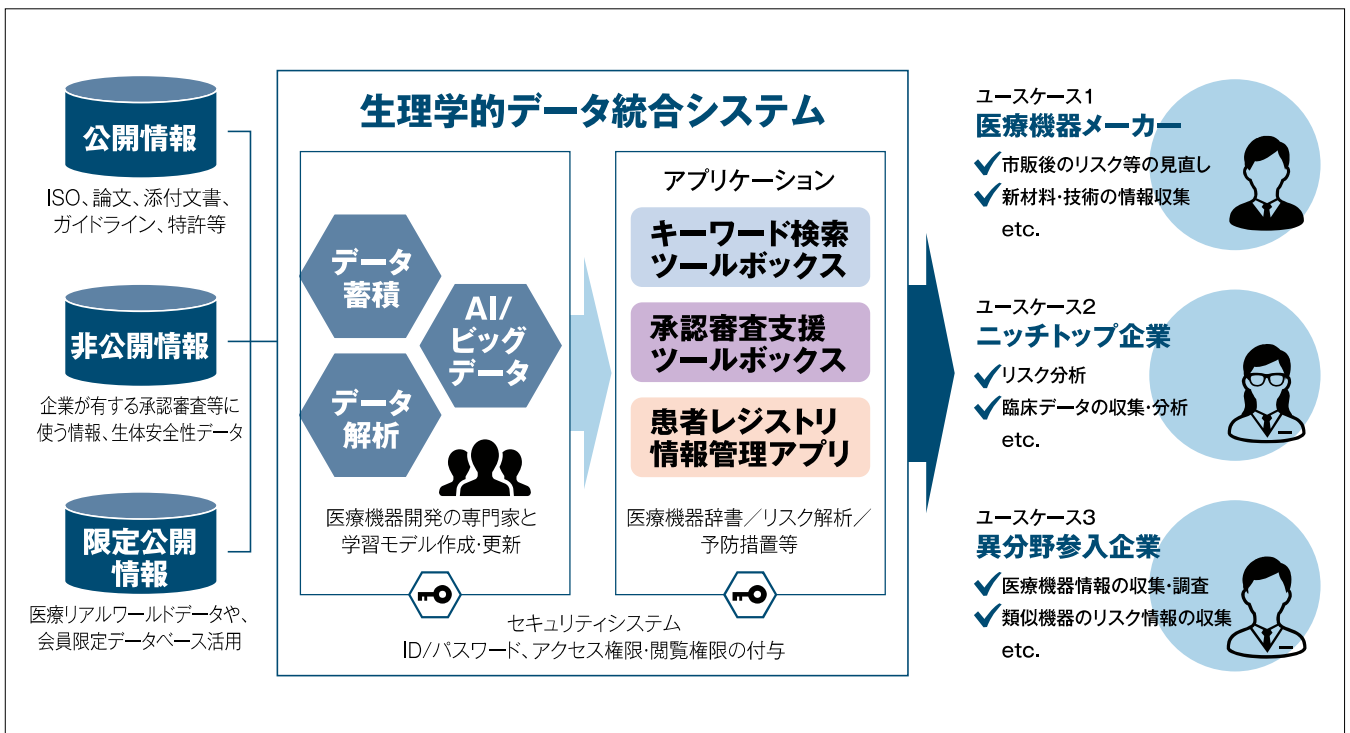 公開情報
ISO、論文、添付文書、
ガイドライン、特許等
非公開情報
企業が有する承認審査等に
使う情報、生体安全性データ
限定公開
情報
医療リアルワールドデータや、
会員限定データベース活用
生理学的データ統合システム
データ
蓄積
AI/
ビッグ
データ
データ
解析
医療機器開発の専門家と
学習モデル作成・更新
アプリケーション
キーワード検索
ツールボックス
承認審査支援
ツールボックス
患者レジストリ
情報管理アプリ
医療機器辞書／リスク解析／
予防措置等
セキュリティシステム
ID/パスワード、アクセス権限・閲覧権限の付与
ユースケース1
医療機器メーカー
市販後のリスク等の見直し
新材料・技術の情報収集
etc.
ユースケース2
ニッチトップ企業
リスク分析
臨床データの収集・分析
etc.
ユースケース3
異分野参入企業
医療機器情報の収集・調査
類似機器のリスク情報の収集
etc.